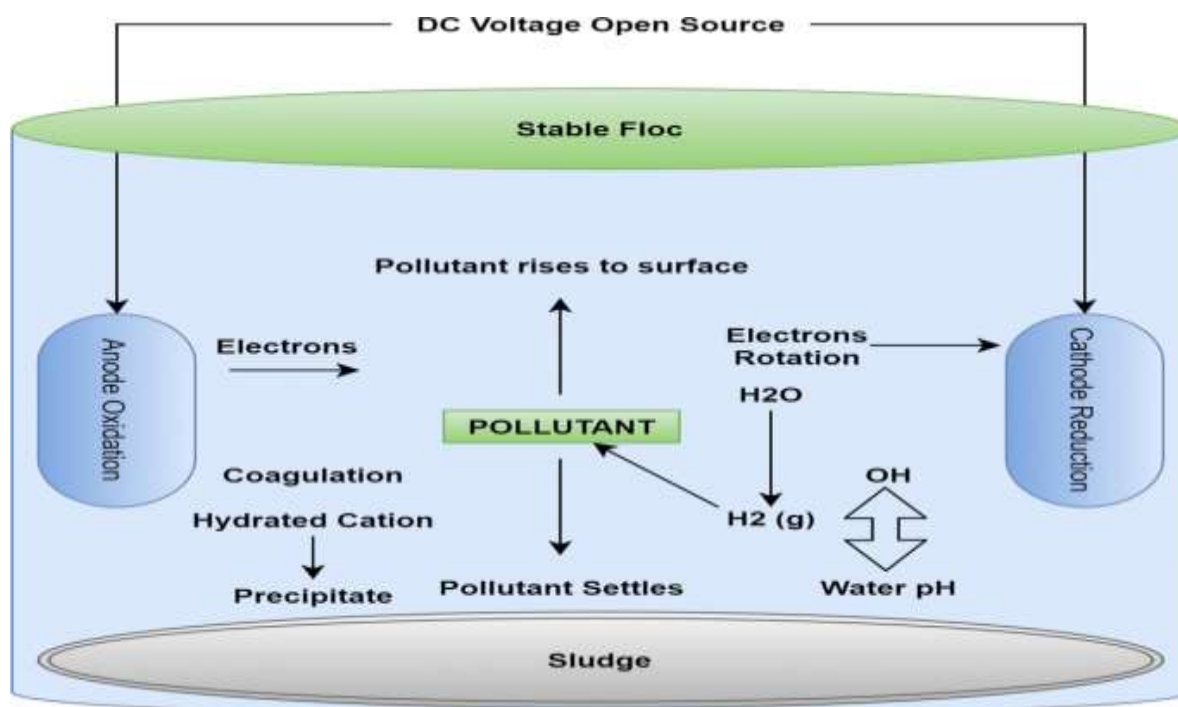 DC Voltage Open Source
Stable Floc
Pollutant rises to surface
Anode Oxidation
Electrons
Electrons
Rotation
Cathode Reduction
H2O
POLLUTANT
Coagulation
OH
Hydrated Cation
H2 (g)
Precipitate
Pollutant Settles
Water pH
Sludge